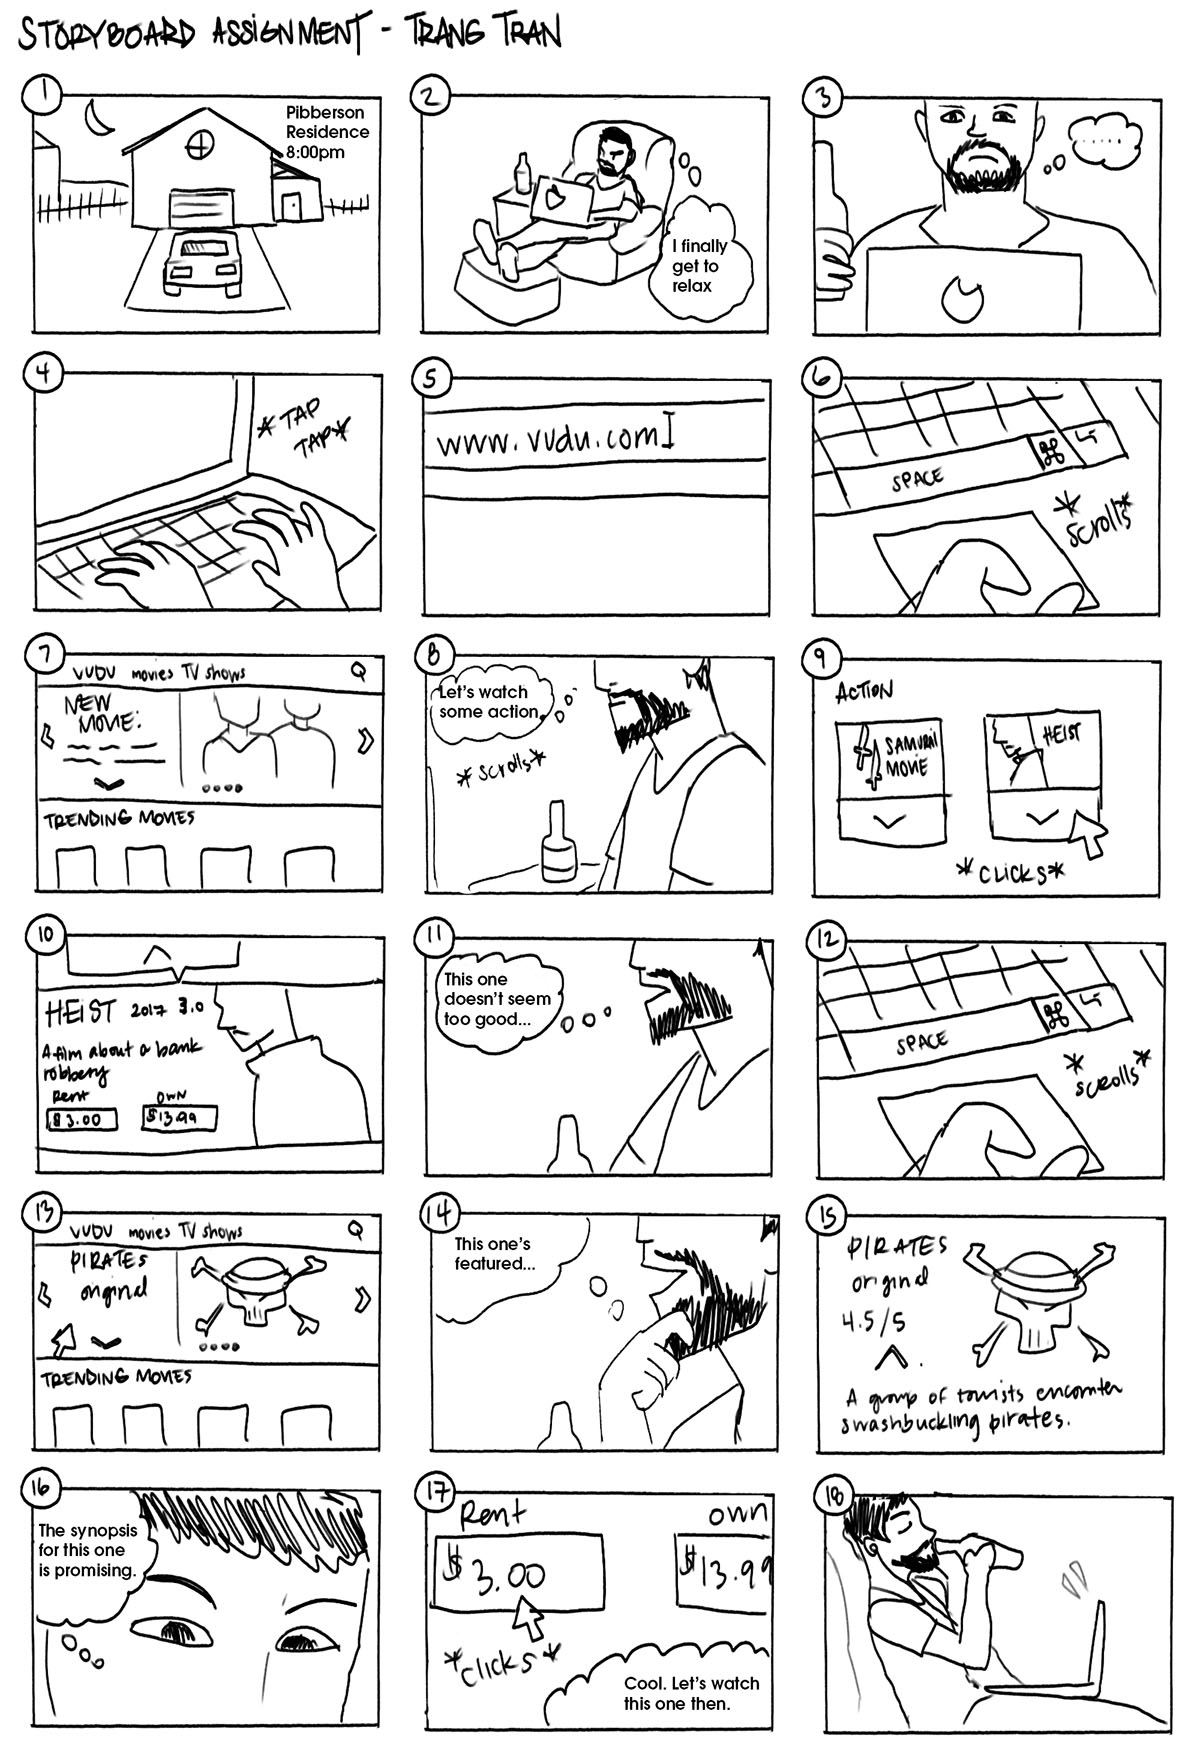 STORYBOARD ASSIGNMENT - TRANG TRAN
1
Pibberson
Residence
8:00pm
2
I finally
get to
relax
3
......
4
*TAP
TAP*
5
www.vudu.com
6
SPACE
⌘
*scrolls*
7
VUDU movies TV shows
NEW
MOVIE:
TRENDING MOVIES
8
Let's watch
some action.
*scrolls*
9
ACTION
SAMURAI
MOVIE
HEIST
*CLICKS*
10
HEIST 2017 3.0
A film about a bank
robbery
Rent OWN
$3.00 $13.99
11
This one
doesn't seem
too good...
12
SPACE
⌘
*scrolls*
13
VUDU movies TV shows
PIRATES
original
TRENDING MOVIES
14
This one's
featured...
15
PIRATES
original
4.5/5
A group of tourists encounter
swashbuckling pirates.
16
The synopsis
for this one
is promising.
17
Rent own
$3.00 $13.99
*clicks*
Cool. Let's watch
this one then.
18